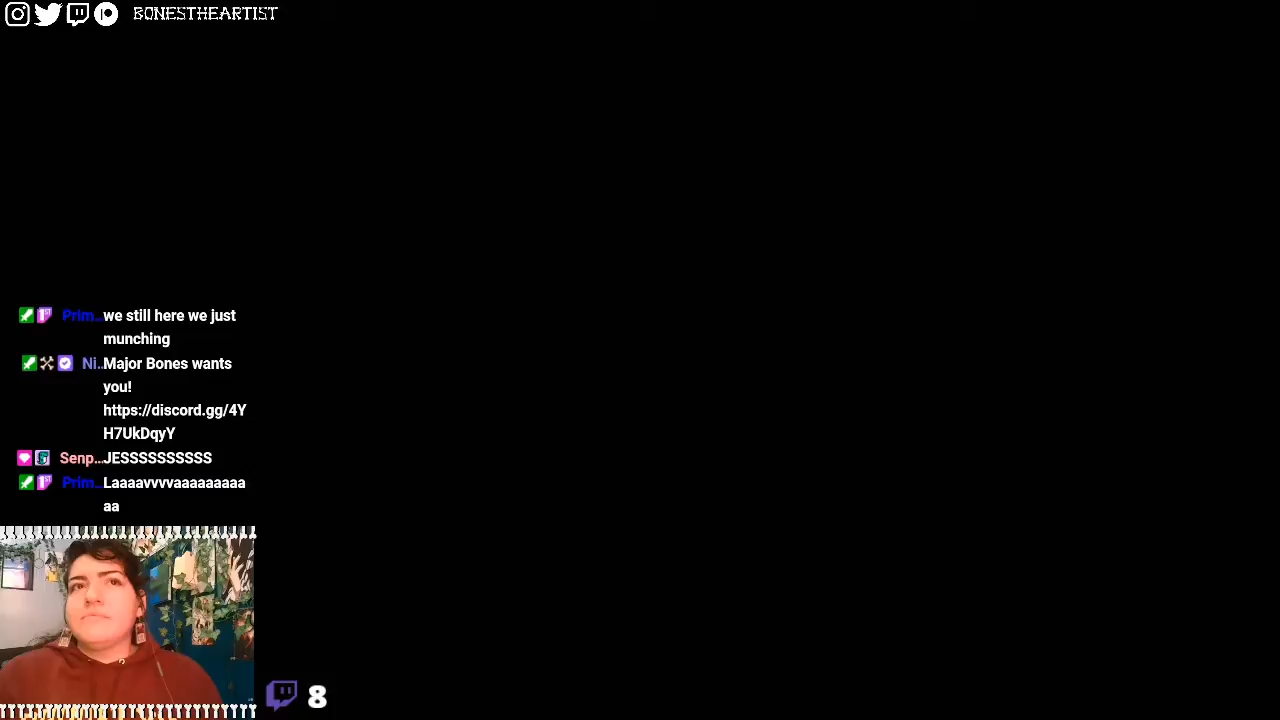 BONESTHEARTIST
Prim... we still here we just
munching
Ni... Major Bones wants
you!
https://discord.gg/4Y
H7UkDqyY
Senp... JESSSSSSSSS
Prim... Laaaavvvvaaaaaaaaa
aa
8